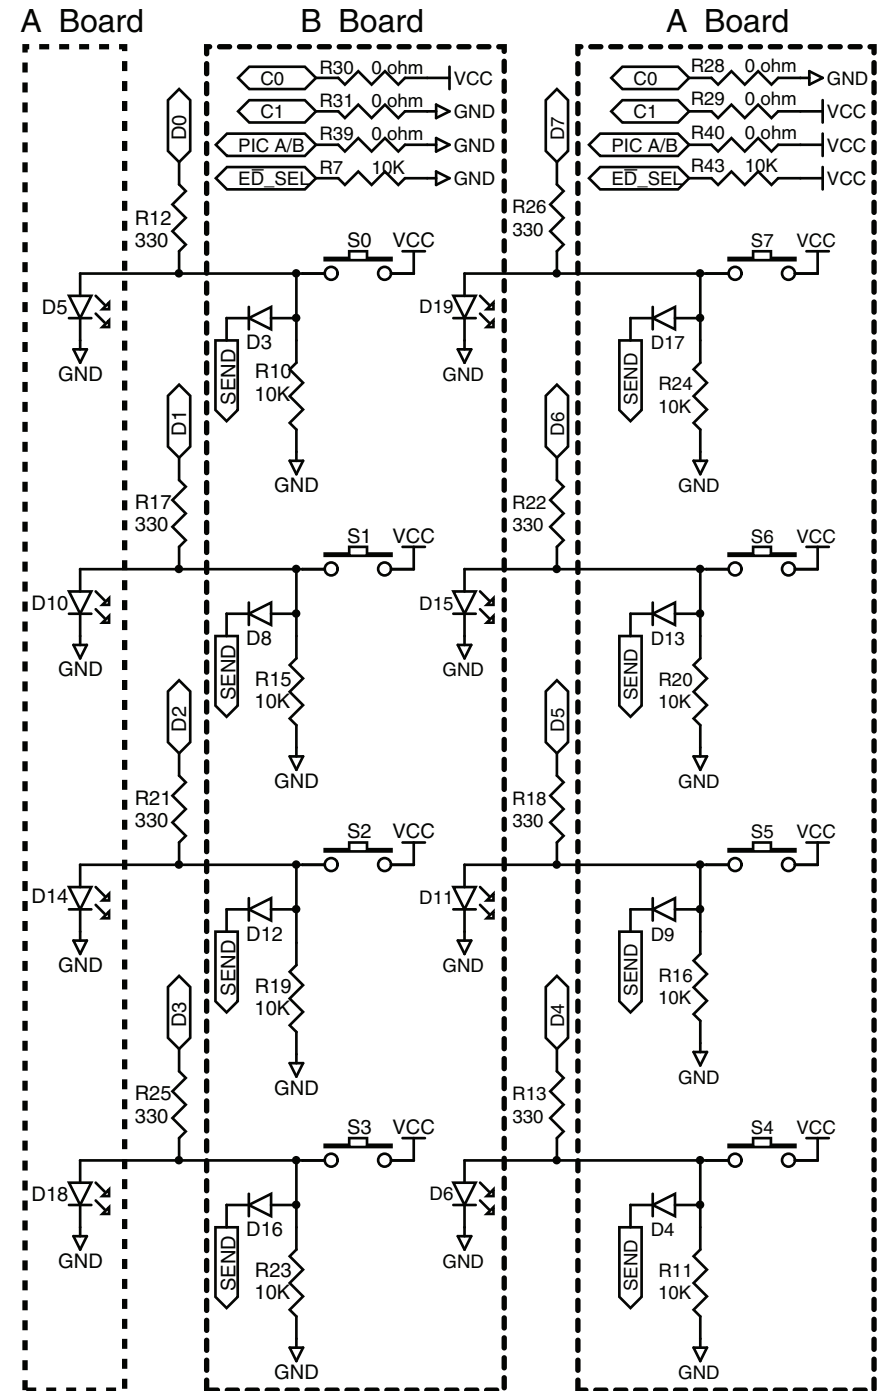 A Board
B Board
A Board
C0 R30 0 ohm VCC
C1 R31 0 ohm GND
PIC A/B R39 0 ohm GND
ED_SEL R7 10K GND
C0 R28 0 ohm GND
C1 R29 0 ohm VCC
PIC A/B R40 0 ohm VCC
ED_SEL R43 10K VCC
D0
R12
330
S0 VCC
D5
GND
D3
SEND
R10
10K
GND
D7
R26
330
S7 VCC
D19
GND
D17
SEND
R24
10K
GND
D1
R17
330
S1 VCC
D10
GND
D8
SEND
R15
10K
GND
D6
R22
330
S6 VCC
D15
GND
D13
SEND
R20
10K
GND
D2
R21
330
S2 VCC
D14
GND
D12
SEND
R19
10K
GND
D5
R18
330
S5 VCC
D11
GND
D9
SEND
R16
10K
GND
D3
R25
330
S3 VCC
D18
GND
D16
SEND
R23
10K
GND
D4
R13
330
S4 VCC
D6
GND
D4
SEND
R11
10K
GND